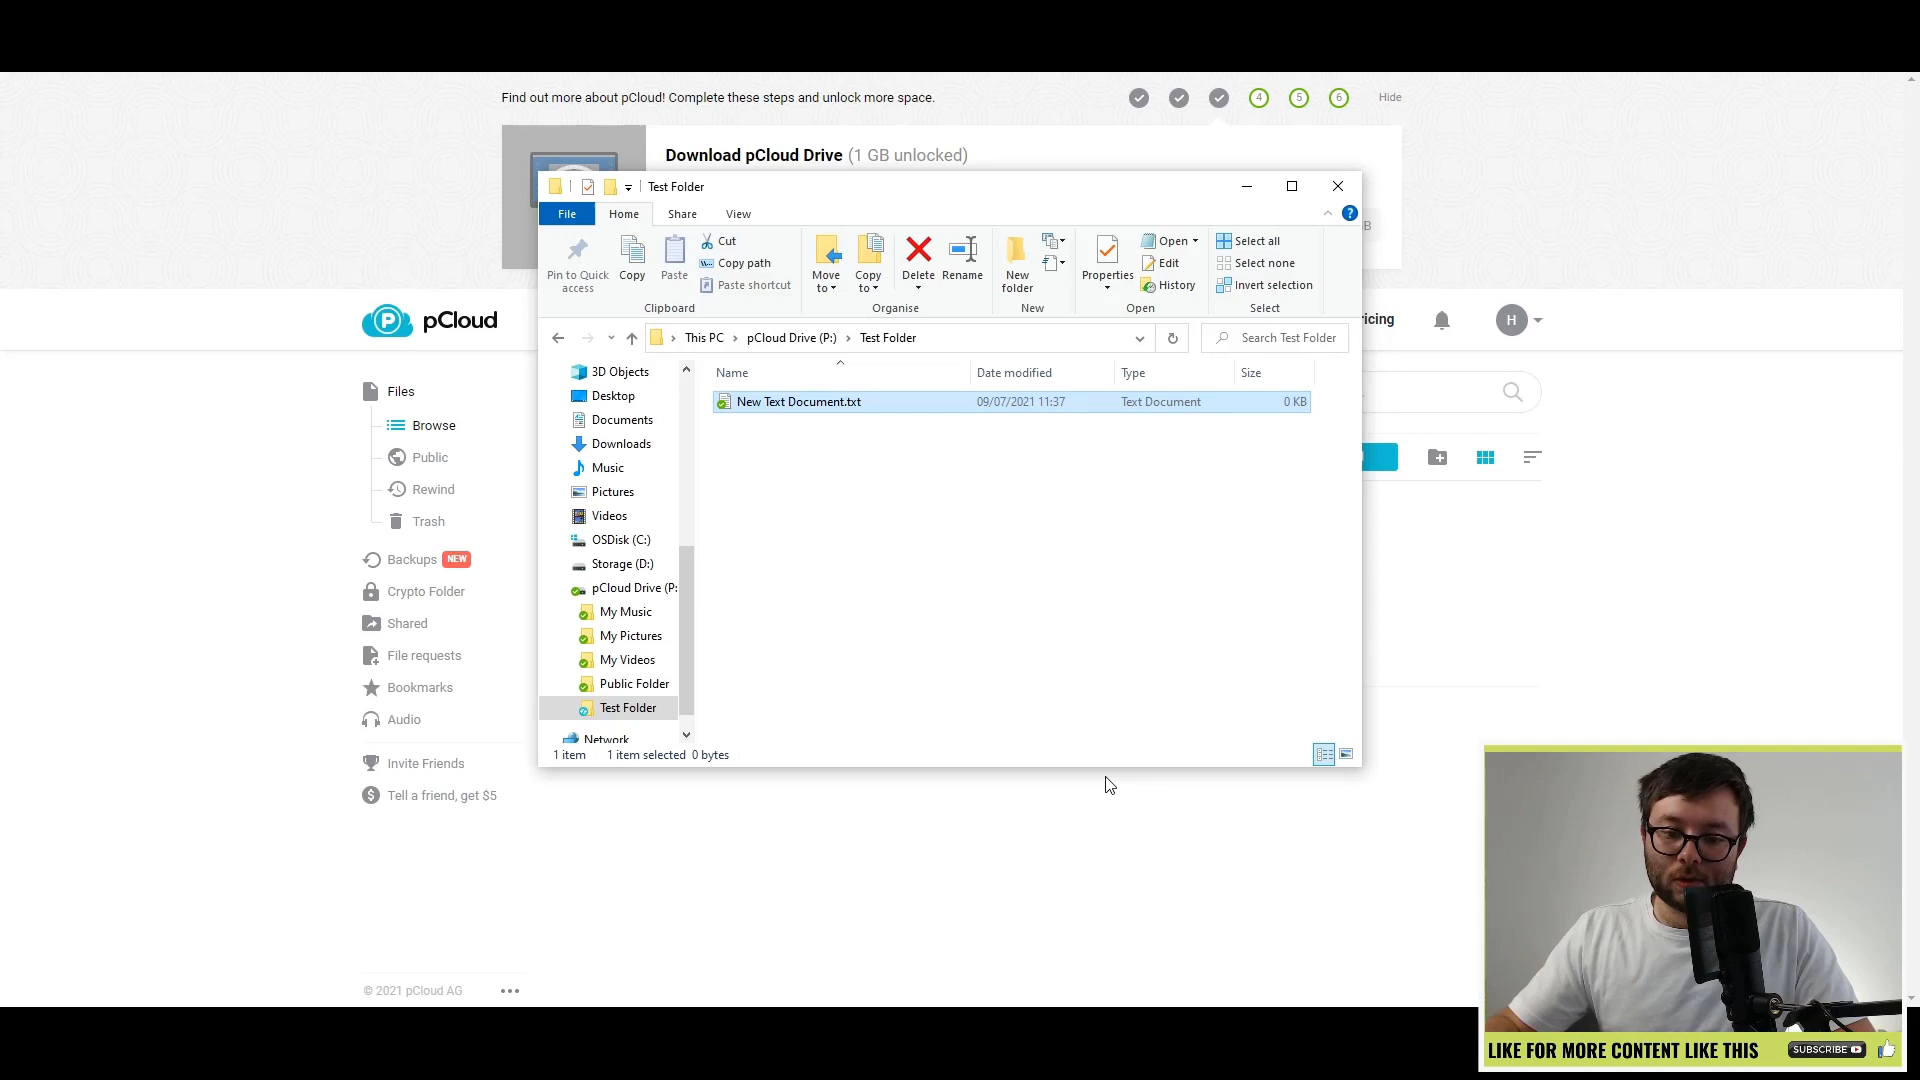 Find out more about pCloud! Complete these steps and unlock more space.
4
5
6
Hide
Download pCloud Drive (1 GB unlocked)
Test Folder
File
Home
Share
View
?
Pin to Quick access
Copy
Paste
Cut
Copy path
Paste shortcut
Move to
Copy to
Delete
Rename
New folder
Properties
Open
Edit
History
Select all
Select none
Invert selection
Clipboard
Organise
New
Open
Select
B
P pCloud
ricing
H
This PC
pCloud Drive (P:)
Test Folder
Search Test Folder
Name
Date modified
Type
Size
New Text Document.txt
09/07/2021 11:37
Text Document
0 KB
3D Objects
Desktop
Documents
Downloads
Music
Pictures
Videos
OSDisk (C:)
Storage (D:)
pCloud Drive (P:
My Music
My Pictures
My Videos
Public Folder
Test Folder
Network
1 item
1 item selected 0 bytes
Files
Browse
Public
Rewind
Trash
Backups NEW
Crypto Folder
Shared
File requests
Bookmarks
Audio
Invite Friends
Tell a friend, get $5
© 2021 pCloud AG
LIKE FOR MORE CONTENT LIKE THIS
SUBSCRIBE